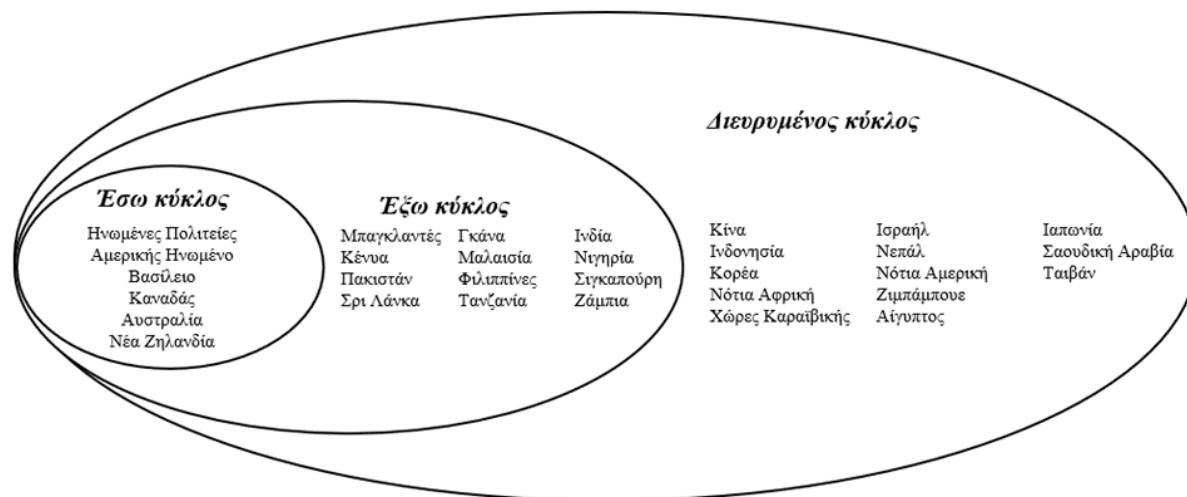 Διευρυμένος κύκλος
Έσω κύκλος
Ηνωμένες Πολιτείες
Αμερικής Ηνωμένο
Βασίλειο
Καναδάς
Αυστραλία
Νέα Ζηλανδία
Έξω κύκλος
Μπαγκλαντές Γκάνα Ινδία
Κένυα Μαλαισία Νιγηρία
Πακιστάν Φιλιππίνες Σιγκαπούρη
Σρι Λάνκα Τανζανία Ζάμπια
Κίνα Ισραήλ Ιαπωνία
Ινδονησία Νεπάλ Σαουδική Αραβία
Κορέα Νότια Αμερική Ταιβάν
Νότια Αφρική Ζιμπάμπουε
Χώρες Καραϊβικής Αίγυπτος